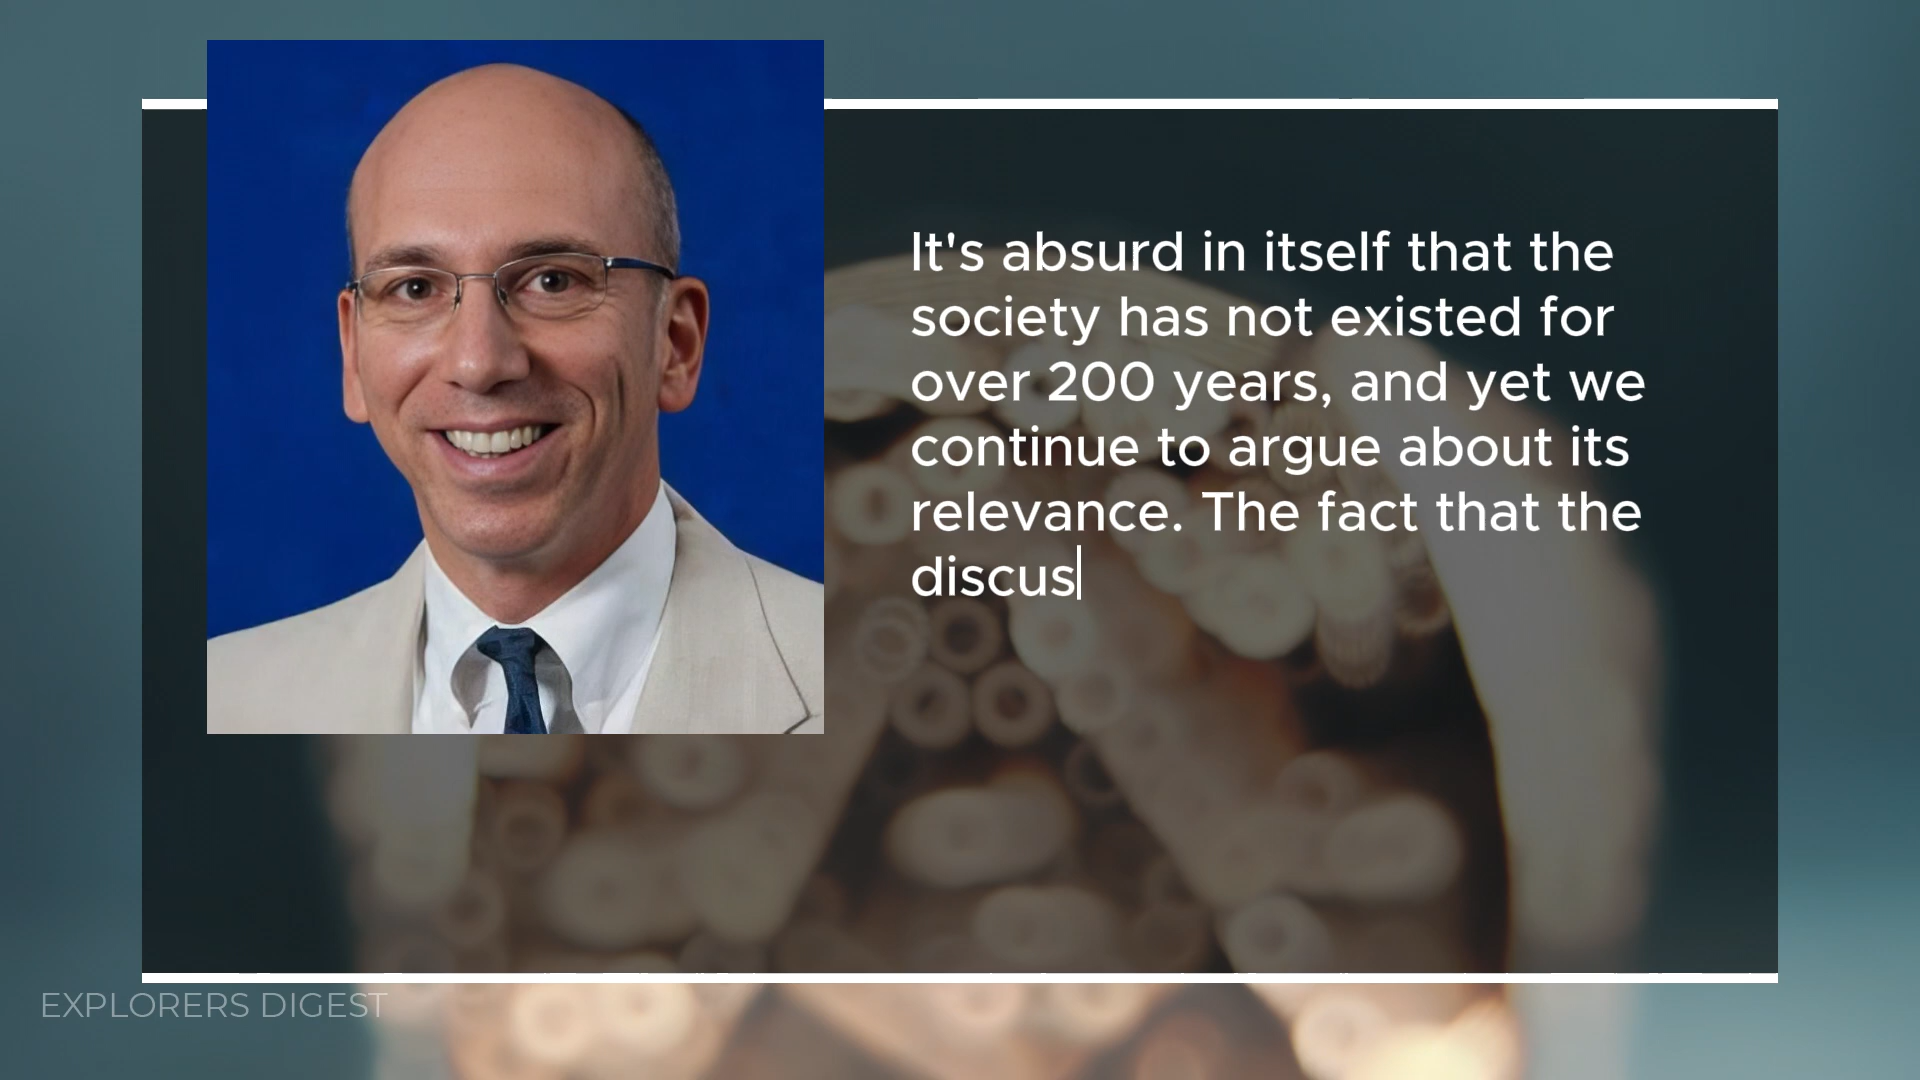 It's absurd in itself that the
society has not existed for
over 200 years, and yet we
continue to argue about its
relevance. The fact that the
discus
EXPLORERS DIGEST